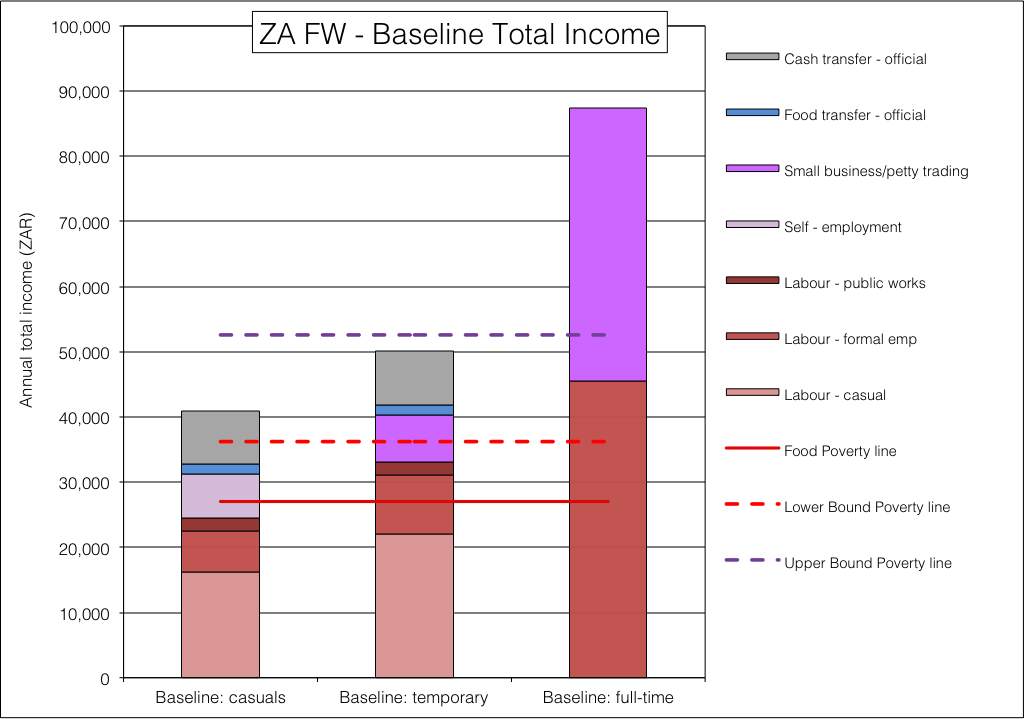 ZA FW - Baseline Total Income
Annual total income (ZAR)
100,000
90,000
80,000
70,000
60,000
50,000
40,000
30,000
20,000
10,000
0
Baseline: casuals
Baseline: temporary
Baseline: full-time
Cash transfer - official
Food transfer - official
Small business/petty trading
Self - employment
Labour - public works
Labour - formal emp
Labour - casual
Food Poverty line
Lower Bound Poverty line
Upper Bound Poverty line